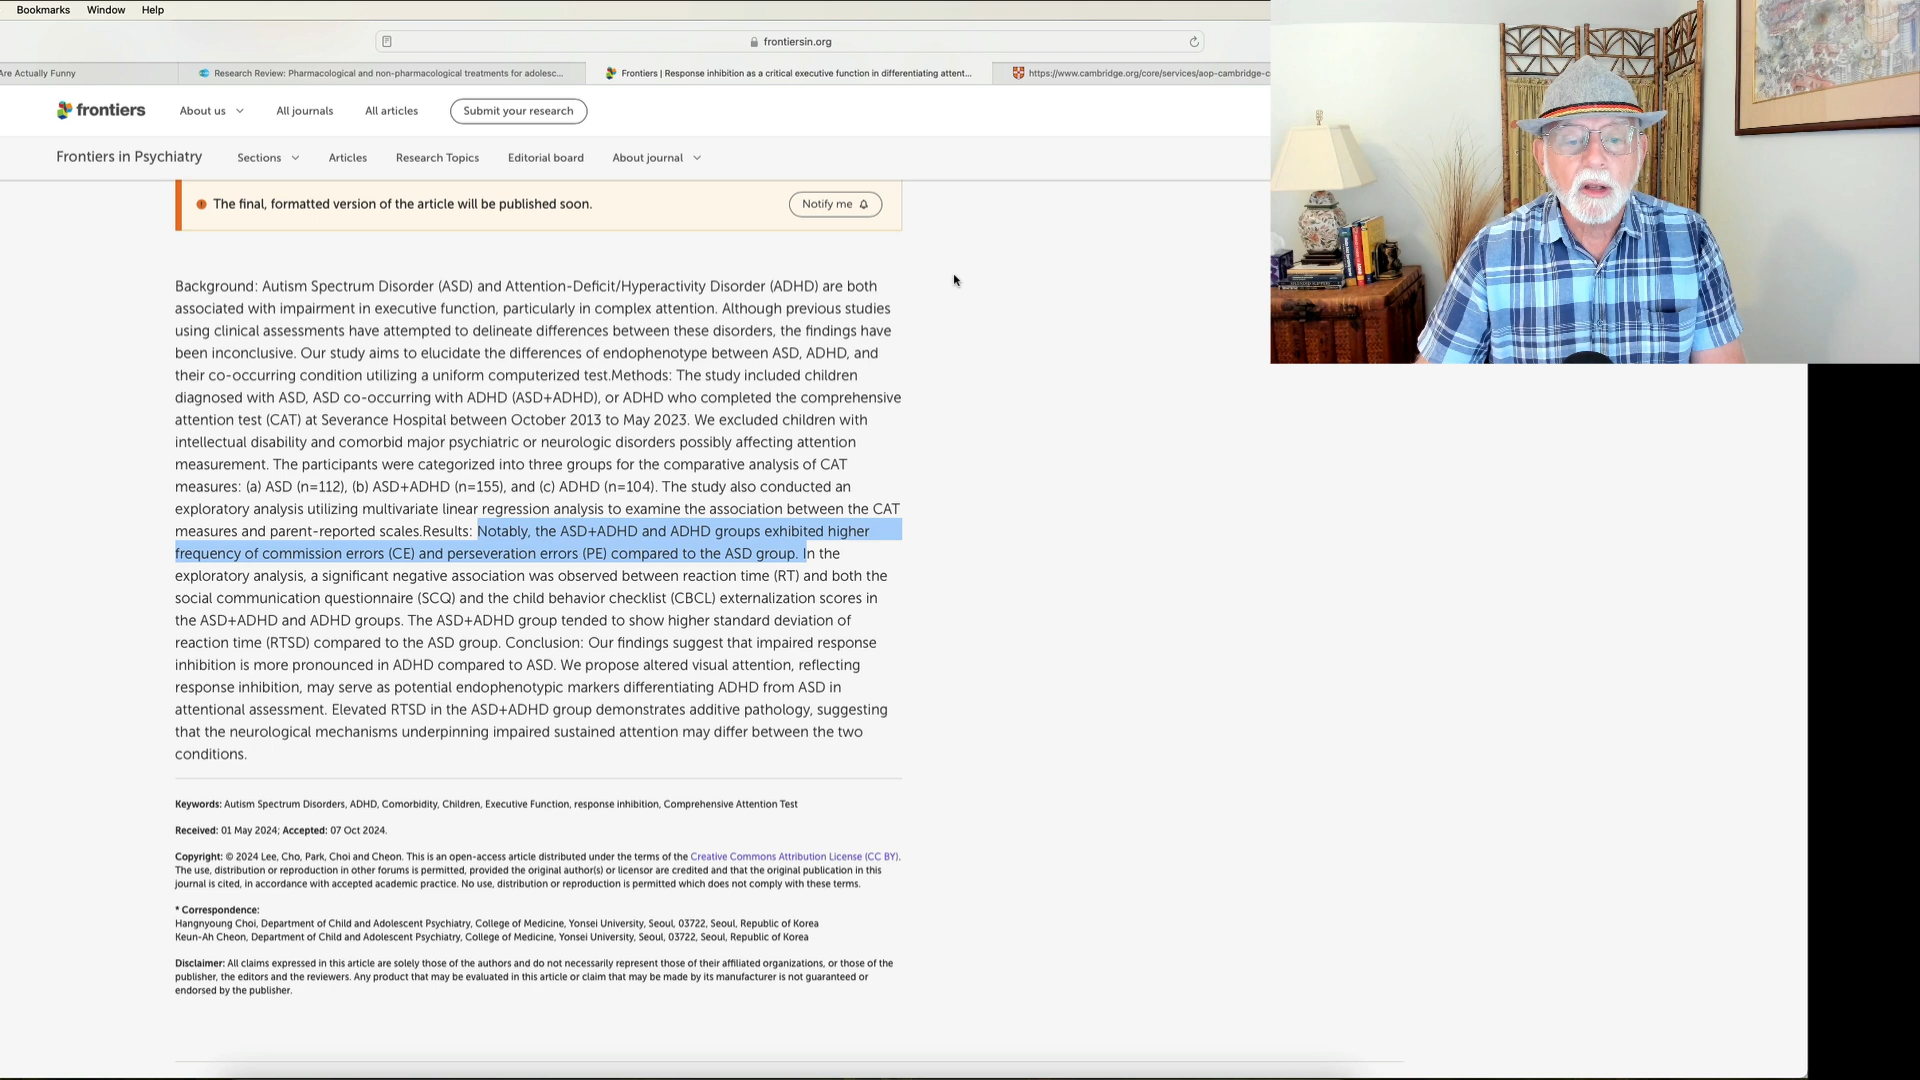 Bookmarks Window Help
frontiersin.org
Are Actually Funny
Research Review: Pharmacological and non-pharmacological treatments for adolesc...
Frontiers | Response inhibition as a critical executive function in differentiating attent...
https://www.cambridge.org/core/services/aop-cambridge-c
frontiers
About us
All journals
All articles
Submit your research
Frontiers in Psychiatry
Sections
Articles
Research Topics
Editorial board
About journal
The final, formatted version of the article will be published soon.
Notify me
Background: Autism Spectrum Disorder (ASD) and Attention-Deficit/Hyperactivity Disorder (ADHD) are both
associated with impairment in executive function, particularly in complex attention. Although previous studies
using clinical assessments have attempted to delineate differences between these disorders, the findings have
been inconclusive. Our study aims to elucidate the differences of endophenotype between ASD, ADHD, and
their co-occurring condition utilizing a uniform computerized test.Methods: The study included children
diagnosed with ASD, ASD co-occurring with ADHD (ASD+ADHD), or ADHD who completed the comprehensive
attention test (CAT) at Severance Hospital between October 2013 to May 2023. We excluded children with
intellectual disability and comorbid major psychiatric or neurologic disorders possibly affecting attention
measurement. The participants were categorized into three groups for the comparative analysis of CAT
measures: (a) ASD (n=112), (b) ASD+ADHD (n=155), and (c) ADHD (n=104). The study also conducted an
exploratory analysis utilizing multivariate linear regression analysis to examine the association between the CAT
measures and parent-reported scales.Results: Notably, the ASD+ADHD and ADHD groups exhibited higher
frequency of commission errors (CE) and perseveration errors (PE) compared to the ASD group. In the
exploratory analysis, a significant negative association was observed between reaction time (RT) and both the
social communication questionnaire (SCQ) and the child behavior checklist (CBCL) externalization scores in
the ASD+ADHD and ADHD groups. The ASD+ADHD group tended to show higher standard deviation of
reaction time (RTSD) compared to the ASD group. Conclusion: Our findings suggest that impaired response
inhibition is more pronounced in ADHD compared to ASD. We propose altered visual attention, reflecting
response inhibition, may serve as potential endophenotypic markers differentiating ADHD from ASD in
attentional assessment. Elevated RTSD in the ASD+ADHD group demonstrates additive pathology, suggesting
that the neurological mechanisms underpinning impaired sustained attention may differ between the two
conditions.
Keywords: Autism Spectrum Disorders, ADHD, Comorbidity, Children, Executive Function, response inhibition, Comprehensive Attention Test
Received: 01 May 2024; Accepted: 07 Oct 2024.
Copyright: © 2024 Lee, Cho, Park, Choi and Cheon. This is an open-access article distributed under the terms of the Creative Commons Attribution License (CC BY).
The use, distribution or reproduction in other forums is permitted, provided the original author(s) or licensor are credited and that the original publication in this
journal is cited, in accordance with accepted academic practice. No use, distribution or reproduction is permitted which does not comply with these terms.
* Correspondence:
Hangnyoung Choi, Department of Child and Adolescent Psychiatry, College of Medicine, Yonsei University, Seoul, 03722, Seoul, Republic of Korea
Keun-Ah Cheon, Department of Child and Adolescent Psychiatry, College of Medicine, Yonsei University, Seoul, 03722, Seoul, Republic of Korea
Disclaimer: All claims expressed in this article are solely those of the authors and do not necessarily represent those of their affiliated organizations, or those of the
publisher, the editors and the reviewers. Any product that may be evaluated in this article or claim that may be made by its manufacturer is not guaranteed or
endorsed by the publisher.